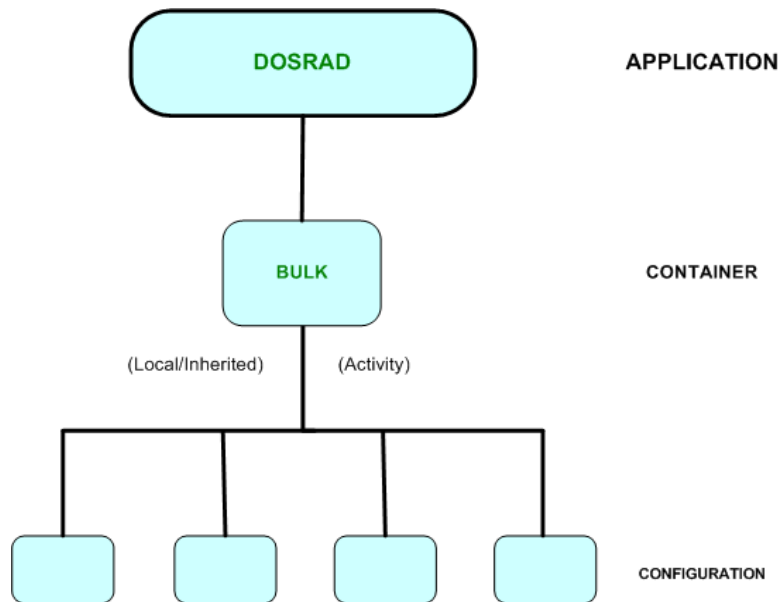 DOSRAD
APPLICATION
BULK
CONTAINER
(Local/Inherited)
(Activity)
CONFIGURATION